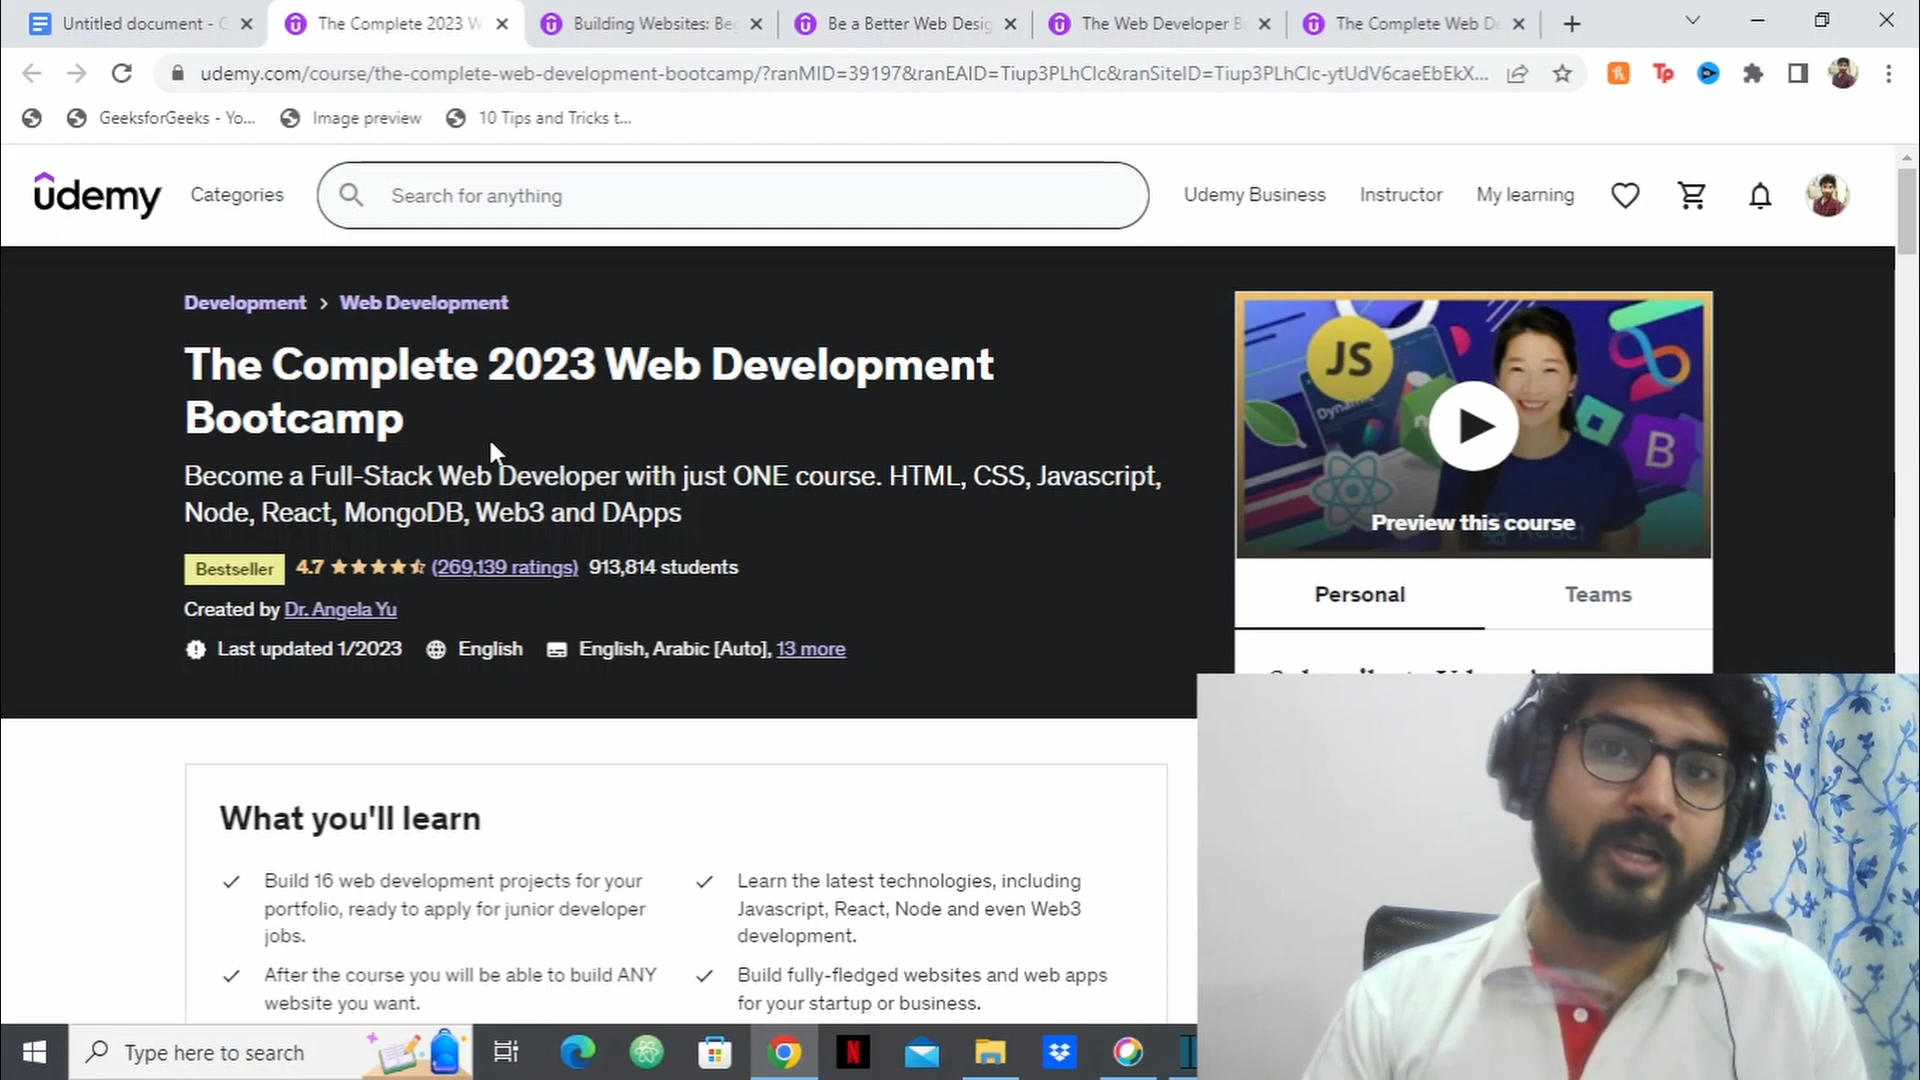 Untitled document - G
The Complete 2023 W
Building Websites: Be
Be a Better Web Desig
The Web Developer B
The Complete Web De
udemy.com/course/the-complete-web-development-bootcamp/?ranMID=39197&ranEAID=Tiup3PLhClc&ranSiteID=Tiup3PLhClc-ytUdV6caeEbEkX...
GeeksforGeeks - Yo...
Image preview
10 Tips and Tricks t...
udemy
Categories
Search for anything
Udemy Business
Instructor
My learning
Development > Web Development
The Complete 2023 Web Development
Bootcamp
Become a Full-Stack Web Developer with just ONE course. HTML, CSS, Javascript,
Node, React, MongoDB, Web3 and DApps
Bestseller 4.7 (269,139 ratings) 913,814 students
Created by Dr. Angela Yu
Last updated 1/2023 English English, Arabic [Auto], 13 more
JS
B
Preview this course
Personal
Teams
What you'll learn
Build 16 web development projects for your
portfolio, ready to apply for junior developer
jobs.
Learn the latest technologies, including
Javascript, React, Node and even Web3
development.
After the course you will be able to build ANY
website you want.
Build fully-fledged websites and web apps
for your startup or business.
Type here to search